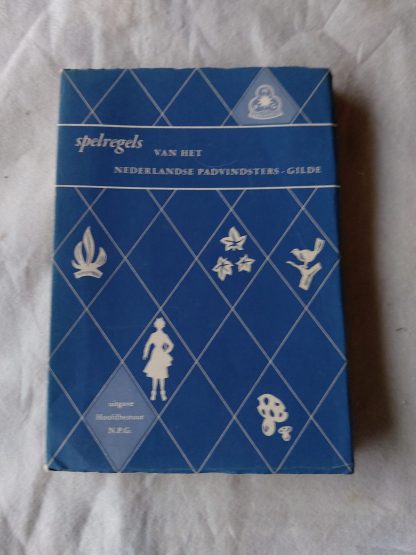 spelregels VAN HET
NEDERLANDSE PADVINDSTERS-GILDE
uitgave
Hoofdbestuur
N.P.G.